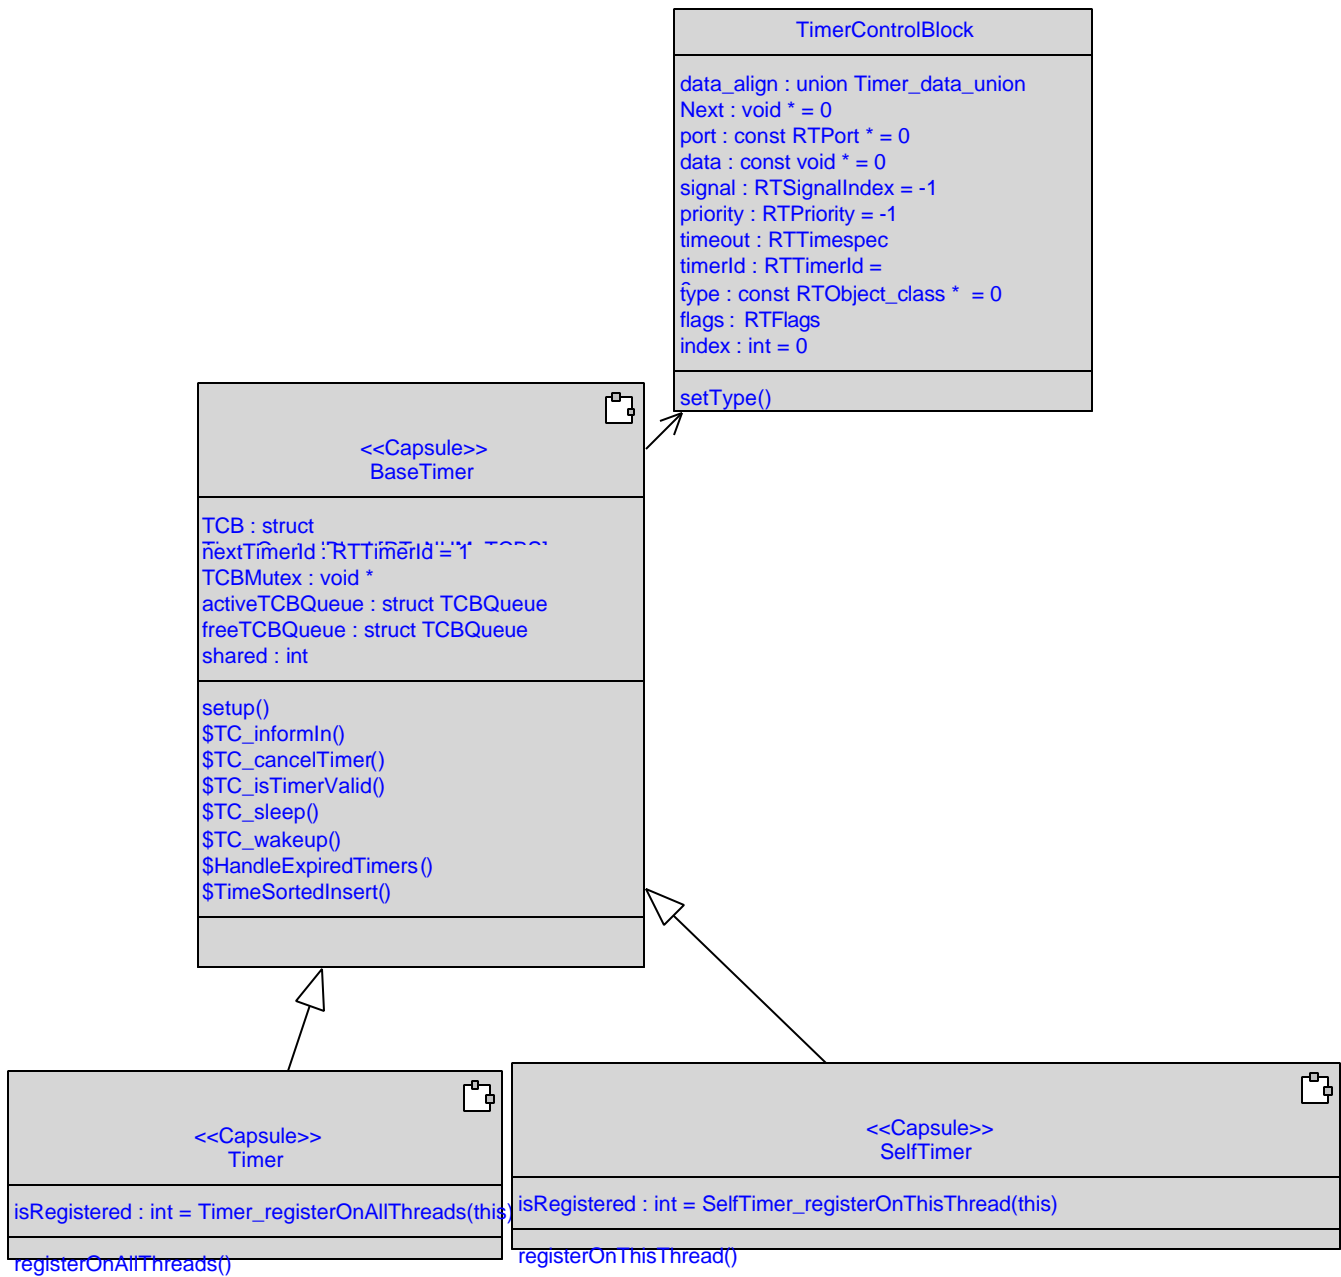 TimerControlBlock
data_align : union Timer_data_union
Next : void * = 0
port : const RTPort * = 0
data : const void * = 0
signal : RTSignalIndex = -1
priority : RTPriority = -1
timeout : RTTimespec
timerId : RTTimerId =
type : const RTObject_class * = 0
flags : RTFlags
index : int = 0
setType()
<<Capsule>>
BaseTimer
TCB : struct
nextTimerId : RTTimerId = 1
TCBMutex : void *
activeTCBQueue : struct TCBQueue
freeTCBQueue : struct TCBQueue
shared : int
setup()
$TC_informIn()
$TC_cancelTimer()
$TC_isTimerValid()
$TC_sleep()
$TC_wakeup()
$HandleExpiredTimers()
$TimeSortedInsert()
<<Capsule>>
Timer
isRegistered : int = Timer_registerOnAllThreads(this)
registerOnAllThreads()
<<Capsule>>
SelfTimer
isRegistered : int = SelfTimer_registerOnThisThread(this)
registerOnThisThread()